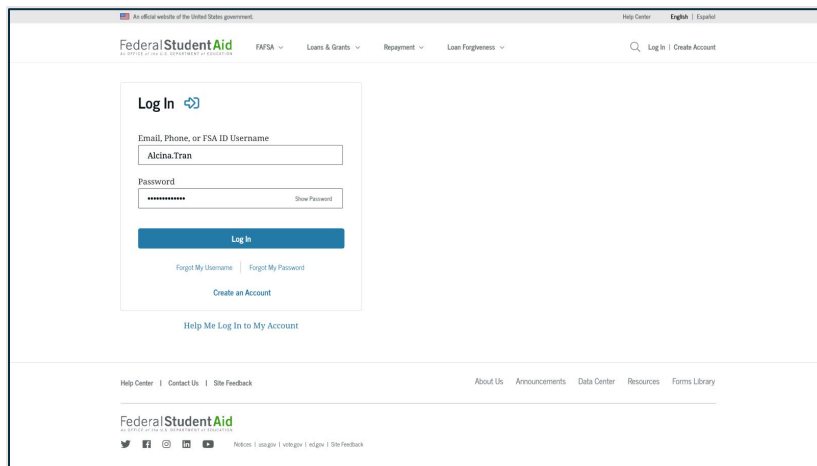 An official website of the United States government.
Help Center English | Español
Federal Student Aid FAFSA Loans & Grants Repayment Loan Forgiveness Log In | Create Account
An OFFICE of the U.S. DEPARTMENT of EDUCATION
Log In
Email, Phone, or FSA ID Username
Alcina.Tran
Password
••••••••••••• Show Password
Log In
Forgot My Username | Forgot My Password
Create an Account
Help Me Log In to My Account
Help Center | Contact Us | Site Feedback About Us Announcements Data Center Resources Forms Library
Federal Student Aid
An OFFICE of the U.S. DEPARTMENT of EDUCATION
Notices | usa.gov | vote.gov | ed.gov | Site Feedback